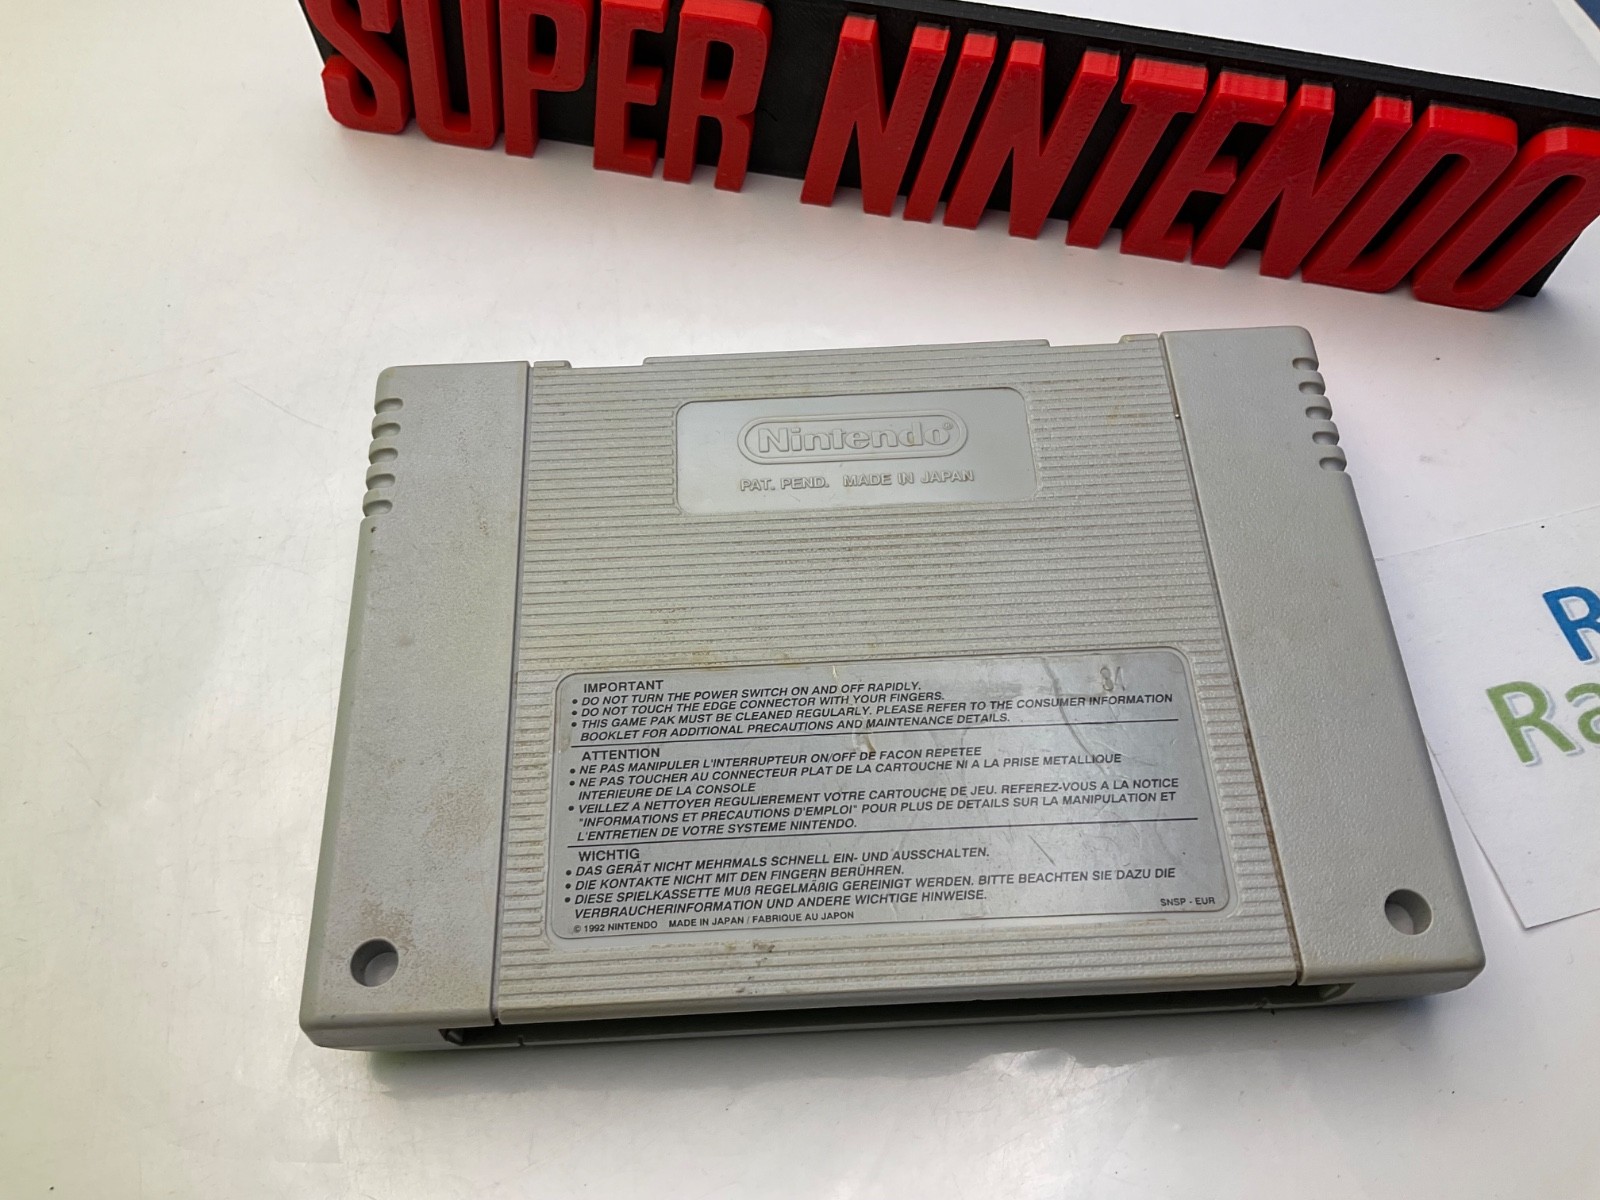 SUPER NINTENDO
Nintendo®
PAT. PEND. MADE IN JAPAN
84
IMPORTANT
• DO NOT TURN THE POWER SWITCH ON AND OFF RAPIDLY.
• DO NOT TOUCH THE EDGE CONNECTOR WITH YOUR FINGERS.
• THIS GAME PAK MUST BE CLEANED REGULARLY. PLEASE REFER TO THE CONSUMER INFORMATION
BOOKLET FOR ADDITIONAL PRECAUTIONS AND MAINTENANCE DETAILS.
ATTENTION
• NE PAS MANIPULER L'INTERRUPTEUR ON/OFF DE FACON REPETEE
• NE PAS TOUCHER AU CONNECTEUR PLAT DE LA CARTOUCHE NI A LA PRISE METALLIQUE
INTERIEURE DE LA CONSOLE
• VEILLEZ A NETTOYER REGULIEREMENT VOTRE CARTOUCHE DE JEU. REFEREZ-VOUS A LA NOTICE
"INFORMATIONS ET PRECAUTIONS D'EMPLOI" POUR PLUS DE DETAILS SUR LA MANIPULATION ET
L'ENTRETIEN DE VOTRE SYSTEME NINTENDO.
WICHTIG
• DAS GERÄT NICHT MEHRMALS SCHNELL EIN- UND AUSSCHALTEN.
• DIE KONTAKTE NICHT MIT DEN FINGERN BERÜHREN.
• DIESE SPIELKASSETTE MUß REGELMÄßIG GEREINIGT WERDEN. BITTE BEACHTEN SIE DAZU DIE
VERBRAUCHERINFORMATION UND ANDERE WICHTIGE HINWEISE.
© 1992 NINTENDO MADE IN JAPAN / FABRIQUE AU JAPON
SNSP - EUR